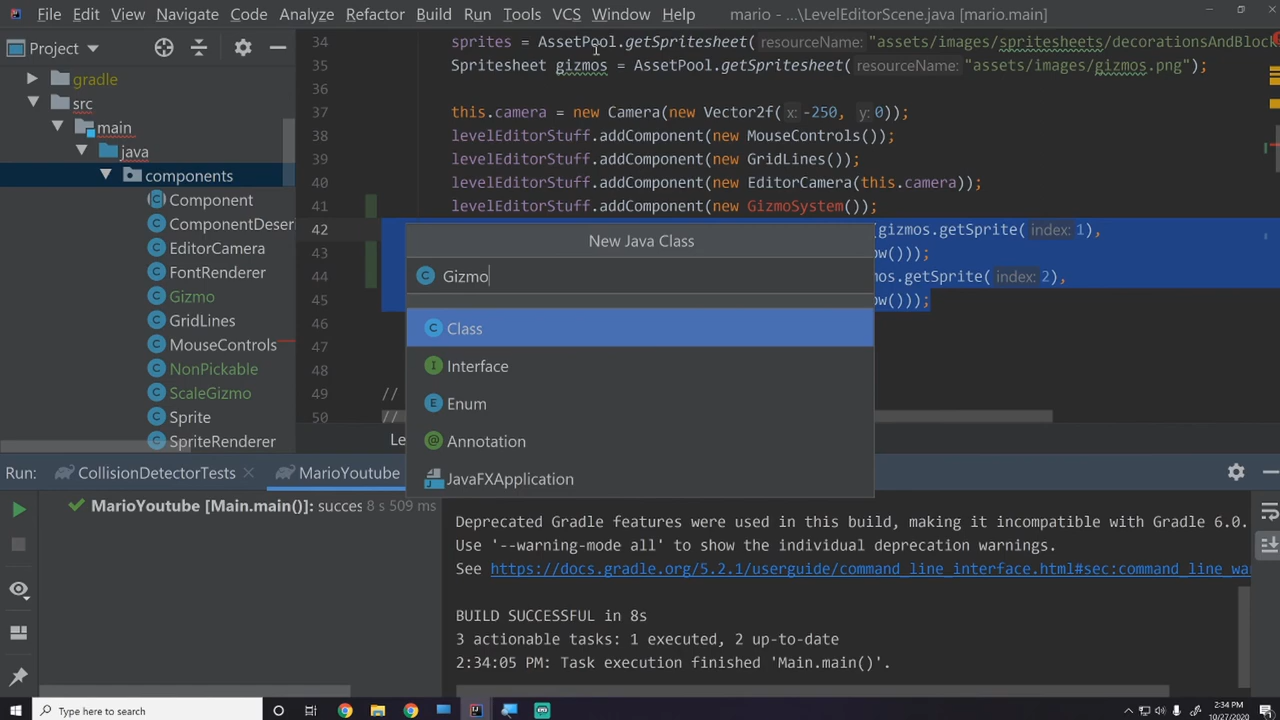 File Edit View Navigate Code Analyze Refactor Build Run Tools VCS Window Help mario - ...\LevelEditorScene.java [mario.main]
Project
gradle
src
main
java
components
Component
ComponentDeseri
EditorCamera
FontRenderer
Gizmo
GridLines
MouseControls
NonPickable
ScaleGizmo
Sprite
SpriteRenderer
34 sprites = AssetPool.getSpritesheet( resourceName: "assets/images/spritesheets/decorationsAndBlock
35 Spritesheet gizmos = AssetPool.getSpritesheet( resourceName: "assets/images/gizmos.png");
36
37 this.camera = new Camera(new Vector2f( x: -250, y: 0));
38 levelEditorStuff.addComponent(new MouseControls());
39 levelEditorStuff.addComponent(new GridLines());
40 levelEditorStuff.addComponent(new EditorCamera(this.camera));
41 levelEditorStuff.addComponent(new GizmoSystem());
42 (gizmos.getSprite( index: 1),
43 ow()));
44 mos.getSprite( index: 2),
45 ow()));
46
47
49 //
50 //
Le
New Java Class
Gizmo
Class
Interface
Enum
Annotation
JavaFXApplication
Run: CollisionDetectorTests MarioYoutube
MarioYoutube [Main.main()]: succes 8 s 509 ms
Deprecated Gradle features were used in this build, making it incompatible with Gradle 6.0.
Use '--warning-mode all' to show the individual deprecation warnings.
See https://docs.gradle.org/5.2.1/userguide/command_line_interface.html#sec:command_line_wa
BUILD SUCCESSFUL in 8s
3 actionable tasks: 1 executed, 2 up-to-date
2:34:05 PM: Task execution finished 'Main.main()'.
Type here to search
2:34 PM
10/27/2020